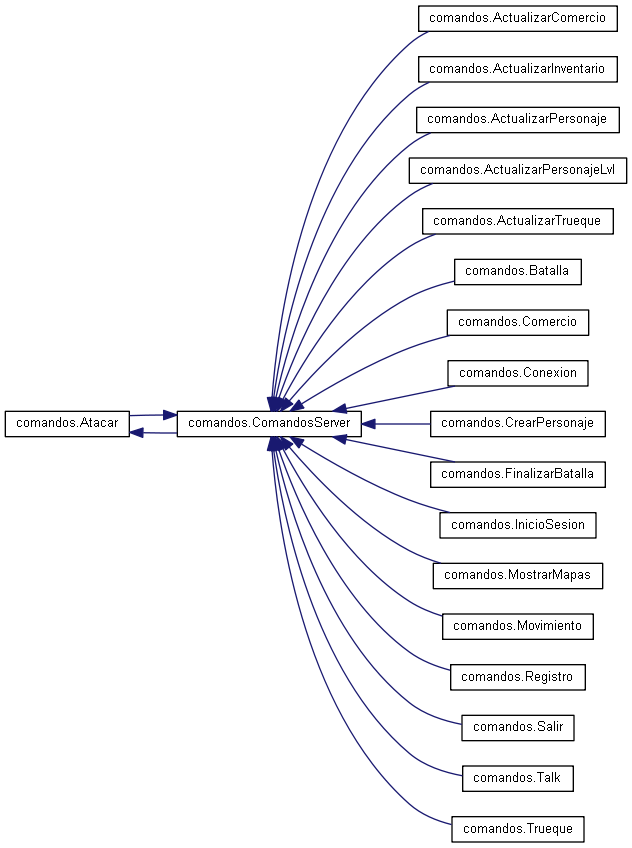 comandos.ActualizarComercio
comandos.ActualizarInventario
comandos.ActualizarPersonaje
comandos.ActualizarPersonajeLvl
comandos.ActualizarTrueque
comandos.Batalla
comandos.Comercio
comandos.Conexion
comandos.Atacar
comandos.ComandosServer
comandos.CrearPersonaje
comandos.FinalizarBatalla
comandos.InicioSesion
comandos.MostrarMapas
comandos.Movimiento
comandos.Registro
comandos.Salir
comandos.Talk
comandos.Trueque